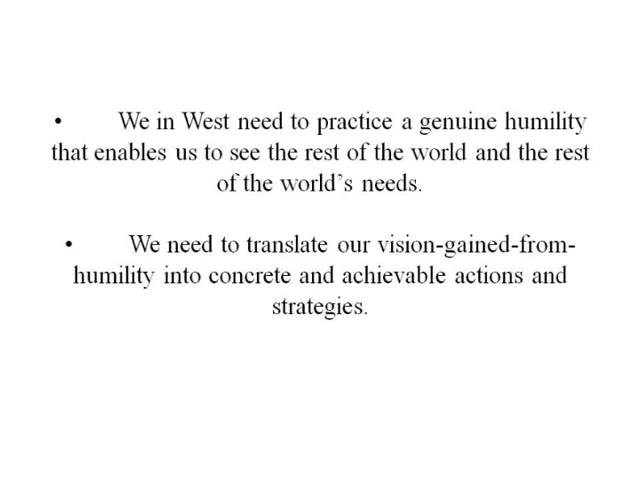 • We in West need to practice a genuine humility
that enables us to see the rest of the world and the rest
of the world’s needs.
• We need to translate our vision-gained-from-
humility into concrete and achievable actions and
strategies.